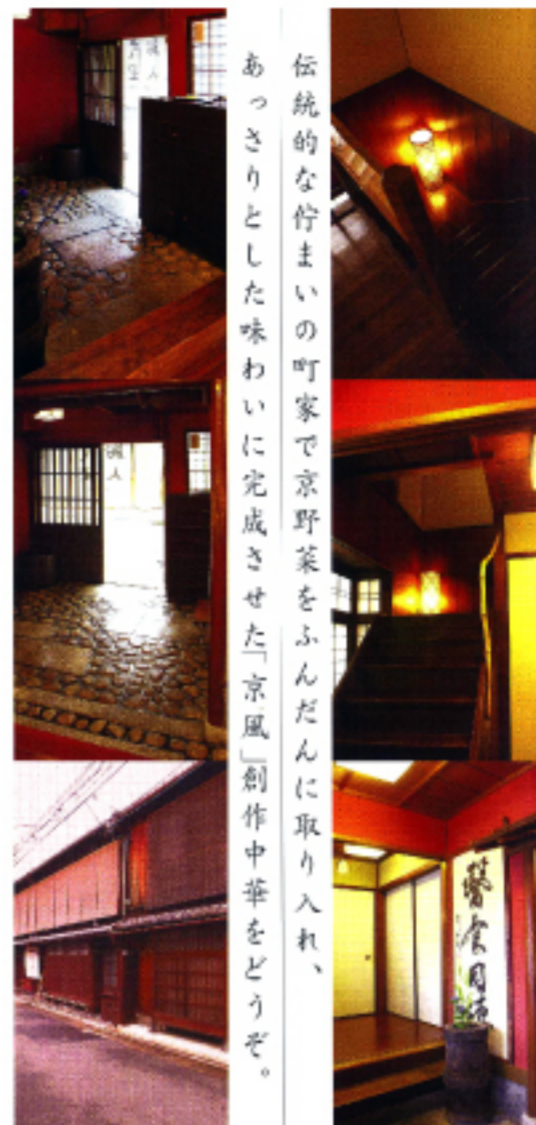 伝統的な佇まいの町家で京野菜をふんだんに取り入れ、
あっさりとした味わいに完成させた「京風」創作中華をどうぞ。